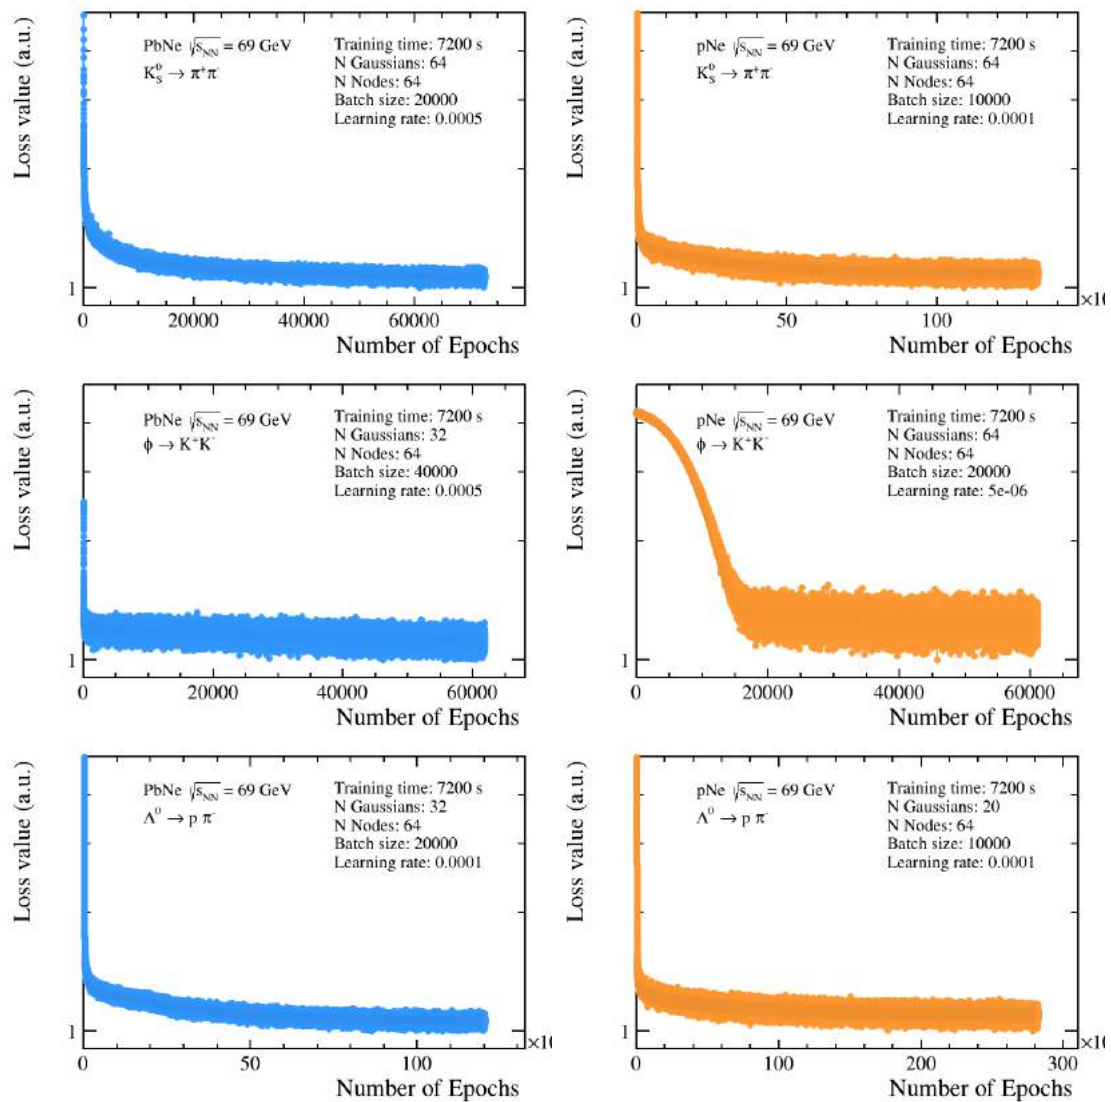 Loss value (a.u.)
PbNe √s_NN = 69 GeV
K⁰_S → π⁺π⁻
Training time: 7200 s
N Gaussians: 64
N Nodes: 64
Batch size: 20000
Learning rate: 0.0005
1
0 20000 40000 60000
Number of Epochs
Loss value (a.u.)
pNe √s_NN = 69 GeV
K⁰_S → π⁺π⁻
Training time: 7200 s
N Gaussians: 64
N Nodes: 64
Batch size: 10000
Learning rate: 0.0001
1
0 50 100
Number of Epochs
Loss value (a.u.)
PbNe √s_NN = 69 GeV
ϕ → K⁺K⁻
Training time: 7200 s
N Gaussians: 32
N Nodes: 64
Batch size: 40000
Learning rate: 0.0005
1
0 20000 40000 60000
Number of Epochs
Loss value (a.u.)
pNe √s_NN = 69 GeV
ϕ → K⁺K⁻
Training time: 7200 s
N Gaussians: 64
N Nodes: 64
Batch size: 20000
Learning rate: 5e-06
1
0 20000 40000 60000
Number of Epochs
Loss value (a.u.)
PbNe √s_NN = 69 GeV
Λ⁰ → p π⁻
Training time: 7200 s
N Gaussians: 32
N Nodes: 64
Batch size: 20000
Learning rate: 0.0001
1
0 50 100
Number of Epochs
Loss value (a.u.)
pNe √s_NN = 69 GeV
Λ⁰ → p π⁻
Training time: 7200 s
N Gaussians: 20
N Nodes: 64
Batch size: 10000
Learning rate: 0.0001
1
0 100 200 300
Number of Epochs